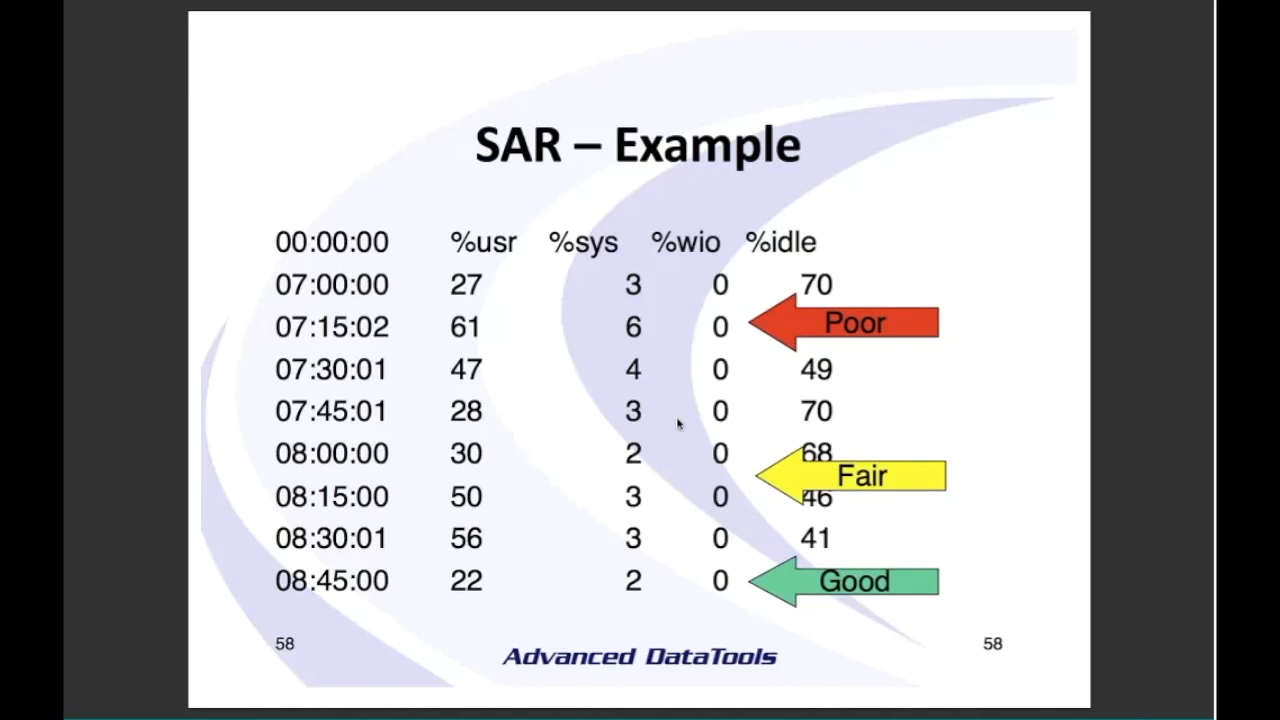 SAR – Example
00:00:00 %usr %sys %wio %idle
07:00:00 27 3 0 70
07:15:02 61 6 0 Poor
07:30:01 47 4 0 49
07:45:01 28 3 0 70
08:00:00 30 2 0 68
Fair
08:15:00 50 3 0 46
08:30:01 56 3 0 41
08:45:00 22 2 0 Good
58 Advanced DataTools 58